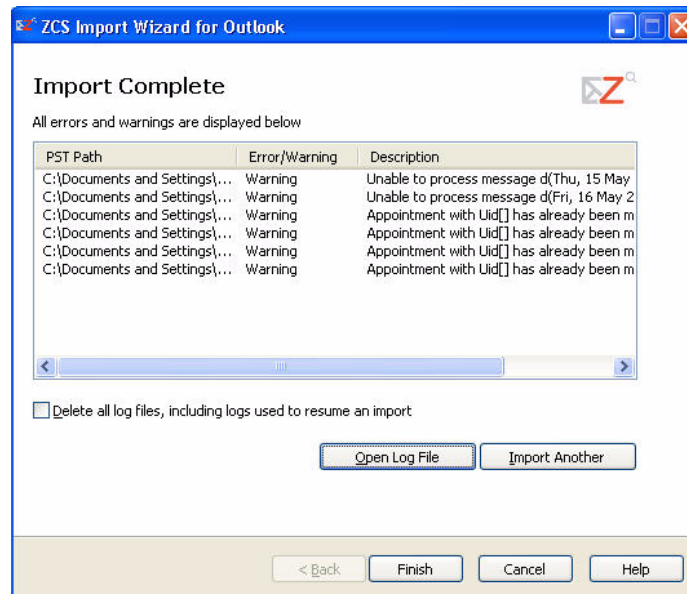 ZCS Import Wizard for Outlook
Import Complete
All errors and warnings are displayed below
PST Path Error/Warning Description
C:\Documents and Settings\... Warning Unable to process message d(Thu, 15 May
C:\Documents and Settings\... Warning Unable to process message d(Fri, 16 May 2
C:\Documents and Settings\... Warning Appointment with Uid[] has already been m
C:\Documents and Settings\... Warning Appointment with Uid[] has already been m
C:\Documents and Settings\... Warning Appointment with Uid[] has already been m
C:\Documents and Settings\... Warning Appointment with Uid[] has already been m
Delete all log files, including logs used to resume an import
Open Log File Import Another
< Back Finish Cancel Help